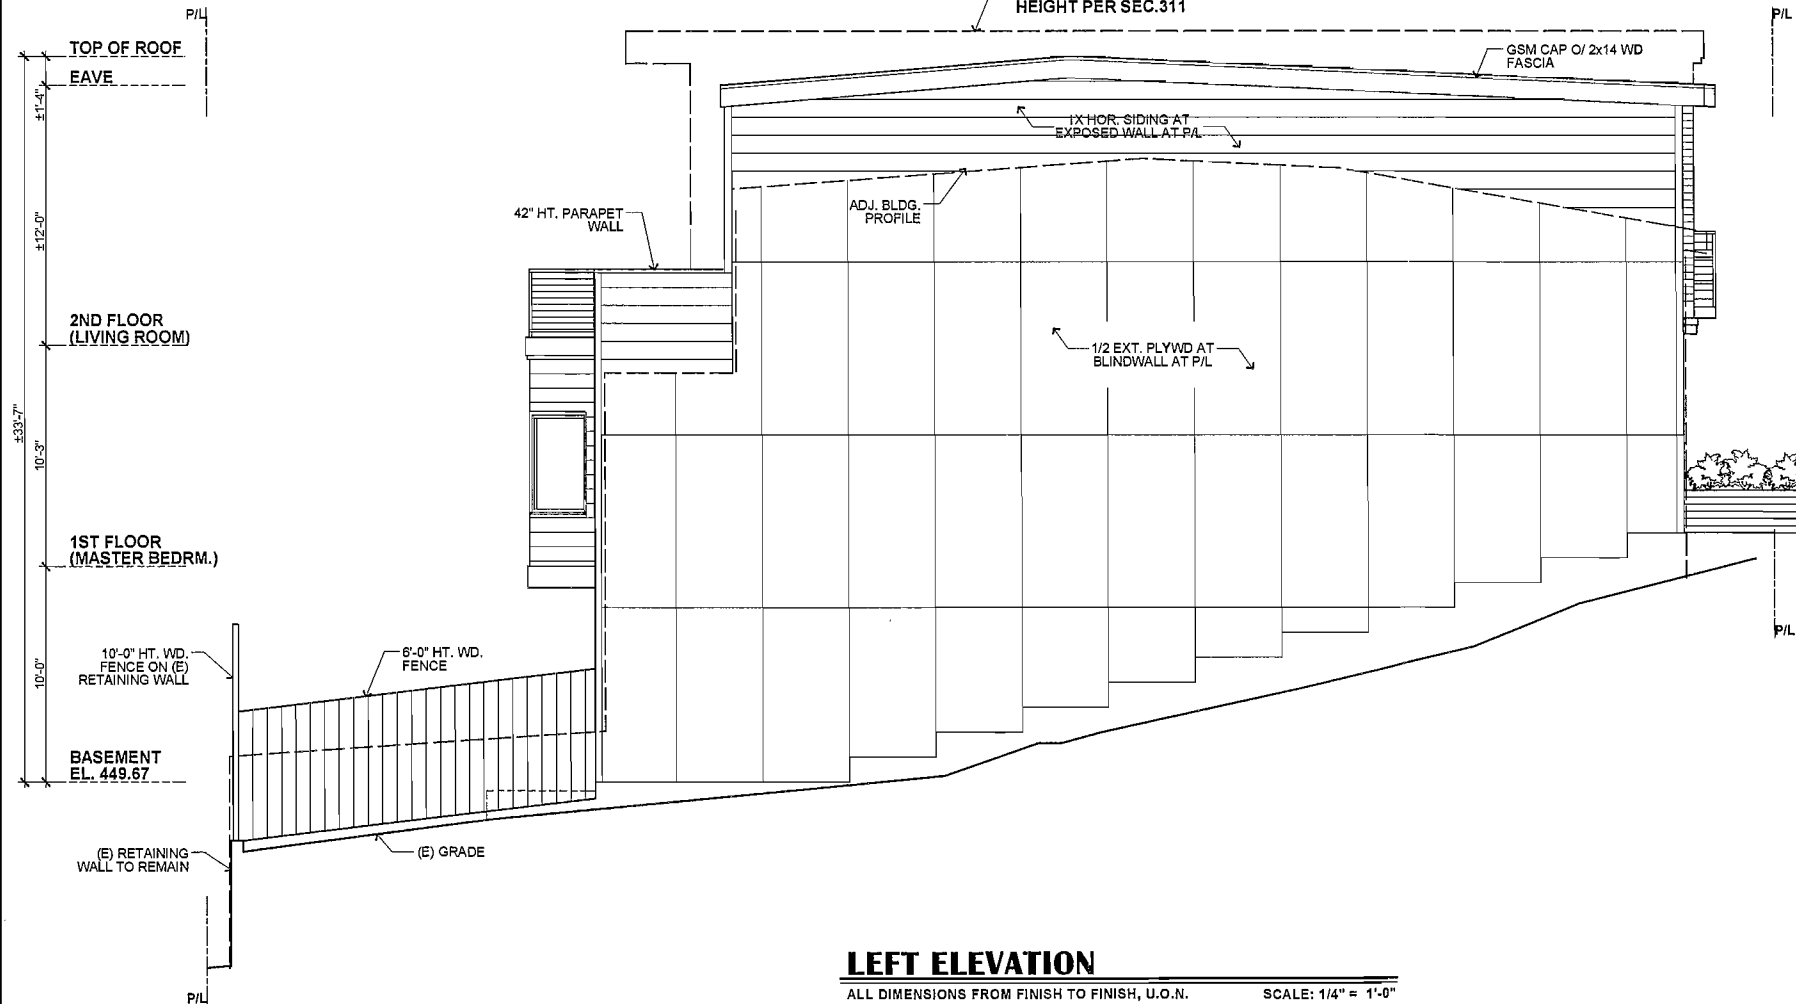 P/L
HEIGHT PER SEC.311
P/L
TOP OF ROOF
EAVE
GSM CAP O/ 2x14 WD
FASCIA
±1'-4"
1X HOR. SIDING AT
EXPOSED WALL AT P/L
42" HT. PARAPET
WALL
ADJ. BLDG.
PROFILE
±12'-0"
2ND FLOOR
(LIVING ROOM)
1/2 EXT. PLYWD AT
BLINDWALL AT P/L
±33'-7"
10'-3"
1ST FLOOR
(MASTER BEDRM.)
P/L
10'-0" HT. WD.
FENCE ON (E)
RETAINING WALL
6'-0" HT. WD.
FENCE
10'-0"
BASEMENT
EL. 449.67
(E) RETAINING
WALL TO REMAIN
(E) GRADE
LEFT ELEVATION
ALL DIMENSIONS FROM FINISH TO FINISH, U.O.N.
SCALE: 1/4" = 1'-0"
P/L